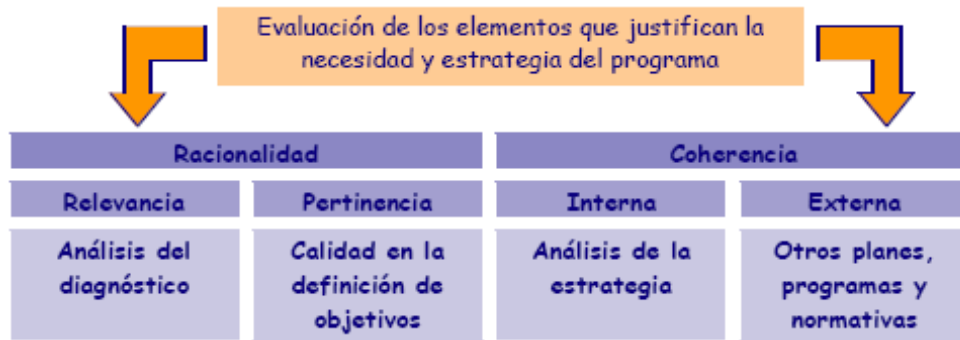 Evaluación de los elementos que justifican la
necesidad y estrategia del programa
Racionalidad
Coherencia
Relevancia
Pertinencia
Interna
Externa
Análisis del
diagnóstico
Calidad en la
definición de
objetivos
Análisis de la
estrategia
Otros planes,
programas y
normativas